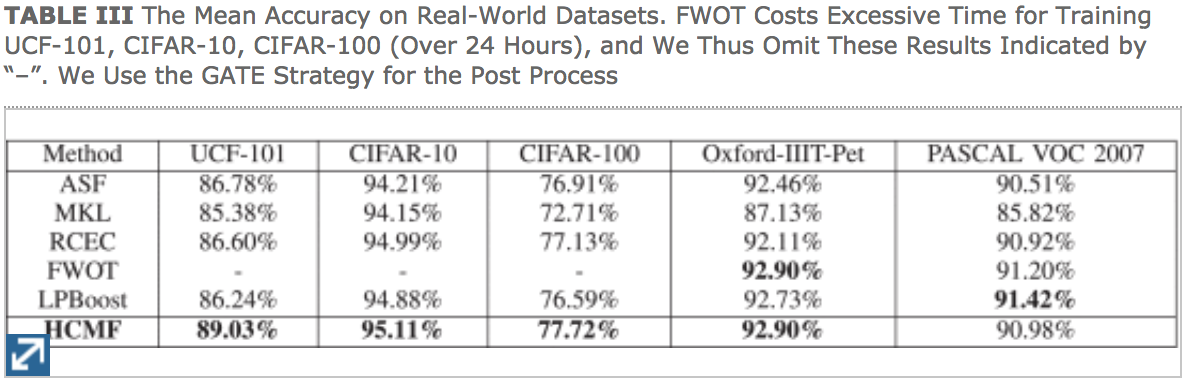 TABLE III The Mean Accuracy on Real-World Datasets. FWOT Costs Excessive Time for Training
UCF-101, CIFAR-10, CIFAR-100 (Over 24 Hours), and We Thus Omit These Results Indicated by
“–”. We Use the GATE Strategy for the Post Process
Method UCF-101 CIFAR-10 CIFAR-100 Oxford-IIIT-Pet PASCAL VOC 2007
ASF 86.78% 94.21% 76.91% 92.46% 90.51%
MKL 85.38% 94.15% 72.71% 87.13% 85.82%
RCEC 86.60% 94.99% 77.13% 92.11% 90.92%
FWOT - - - 92.90% 91.20%
LPBoost 86.24% 94.88% 76.59% 92.73% 91.42%
HCMF 89.03% 95.11% 77.72% 92.90% 90.98%